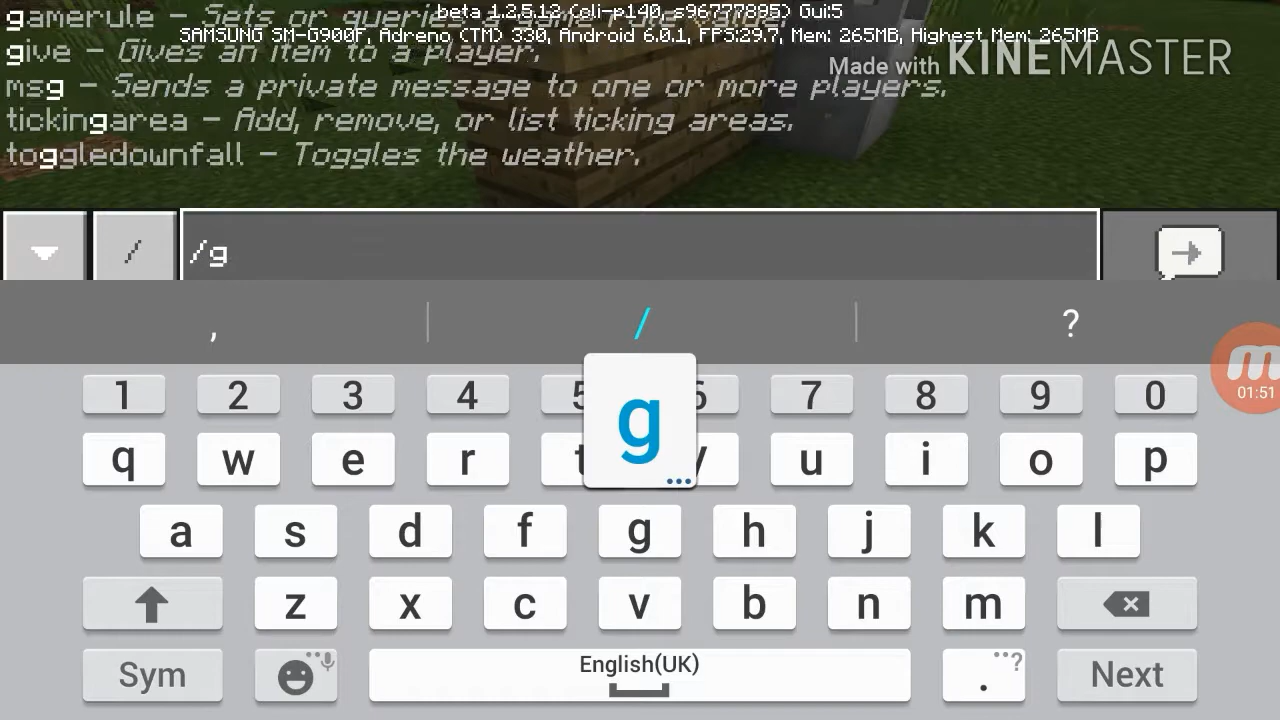 beta 1.2.5.12 (cli-p140, s96777895) Gui:5
gamerule – Sets or queries a game rule value.
SAMSUNG SM-G900F, Adreno (TM) 330, Android 6.0.1, FPS:29.7, Mem: 265MB, Highest Mem: 265MB
give – Gives an item to a player.
Made with KINEMASTER
msg – Sends a private message to one or more players.
tickingarea – Add, remove, or list ticking areas.
toggledownfall – Toggles the weather.
/ /g
, / ?
1 2 3 4 5 6 7 8 9 0
g
01:51
q w e r t y u i o p
a s d f g h j k l
z x c v b n m
Sym English(UK) . ? Next